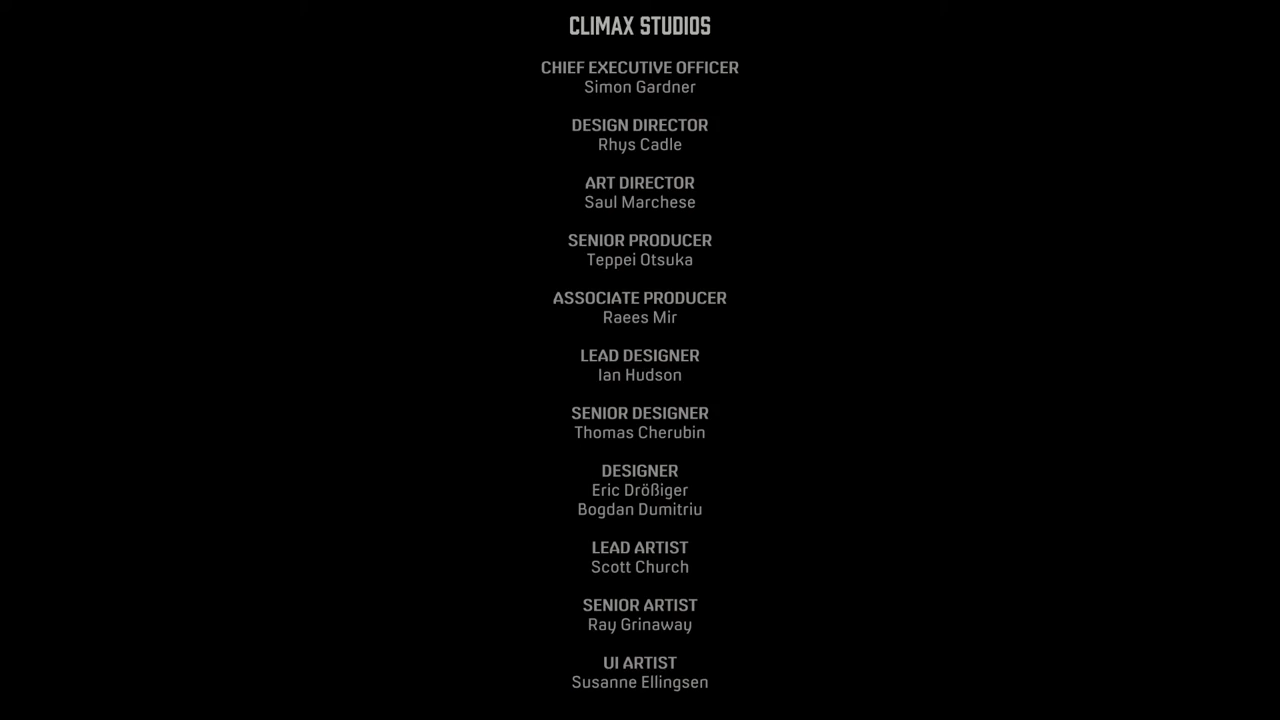 CLIMAX STUDIOS
CHIEF EXECUTIVE OFFICER
Simon Gardner
DESIGN DIRECTOR
Rhys Cadle
ART DIRECTOR
Saul Marchese
SENIOR PRODUCER
Teppei Otsuka
ASSOCIATE PRODUCER
Raees Mir
LEAD DESIGNER
Ian Hudson
SENIOR DESIGNER
Thomas Cherubin
DESIGNER
Eric Drößiger
Bogdan Dumitriu
LEAD ARTIST
Scott Church
SENIOR ARTIST
Ray Grinaway
UI ARTIST
Susanne Ellingsen